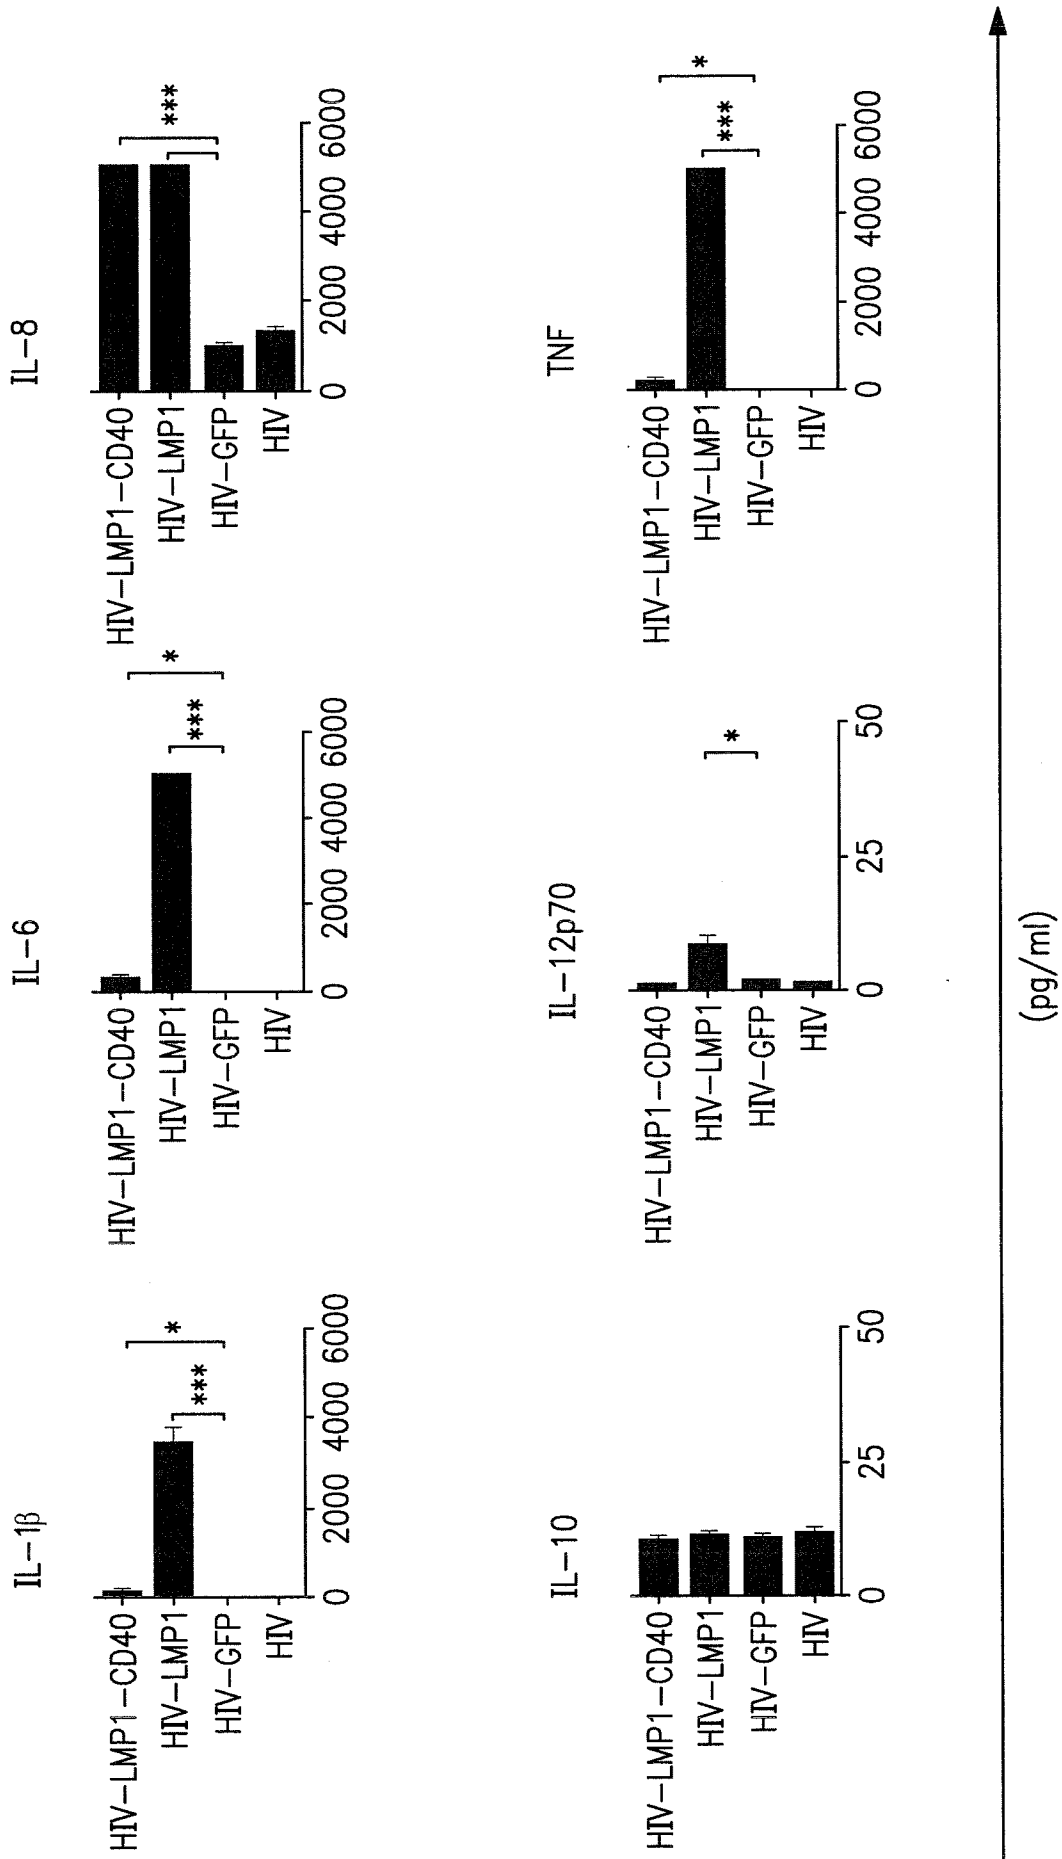 IL-1β
HIV-LMP1-CD40
HIV-LMP1
HIV-GFP
HIV
0 2000 4000 6000
***
*
IL-6
HIV-LMP1-CD40
HIV-LMP1
HIV-GFP
HIV
0 2000 4000 6000
***
*
IL-8
HIV-LMP1-CD40
HIV-LMP1
HIV-GFP
HIV
0 2000 4000 6000
***
IL-10
HIV-LMP1-CD40
HIV-LMP1
HIV-GFP
HIV
0 25 50
IL-12p70
HIV-LMP1-CD40
HIV-LMP1
HIV-GFP
HIV
0 25 50
*
TNF
HIV-LMP1-CD40
HIV-LMP1
HIV-GFP
HIV
0 2000 4000 6000
***
*
(pg/ml)